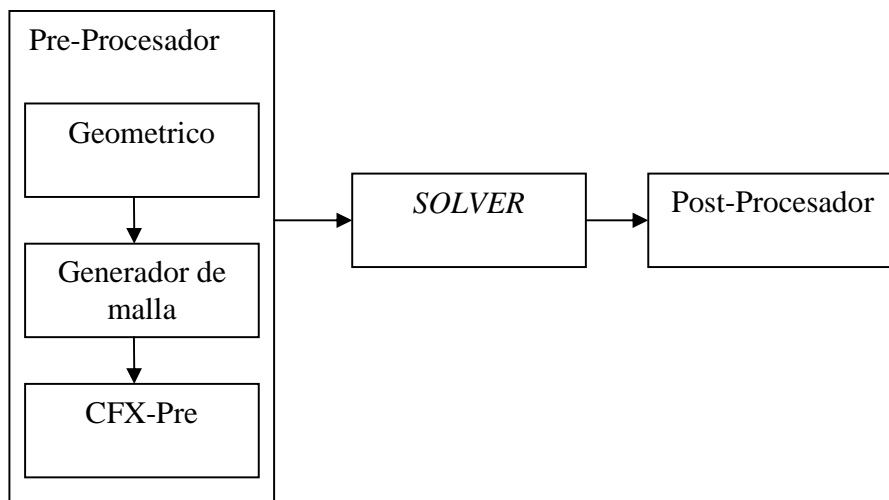 Pre-Procesador
Geometrico
Generador de
malla
CFX-Pre
SOLVER
Post-Procesador